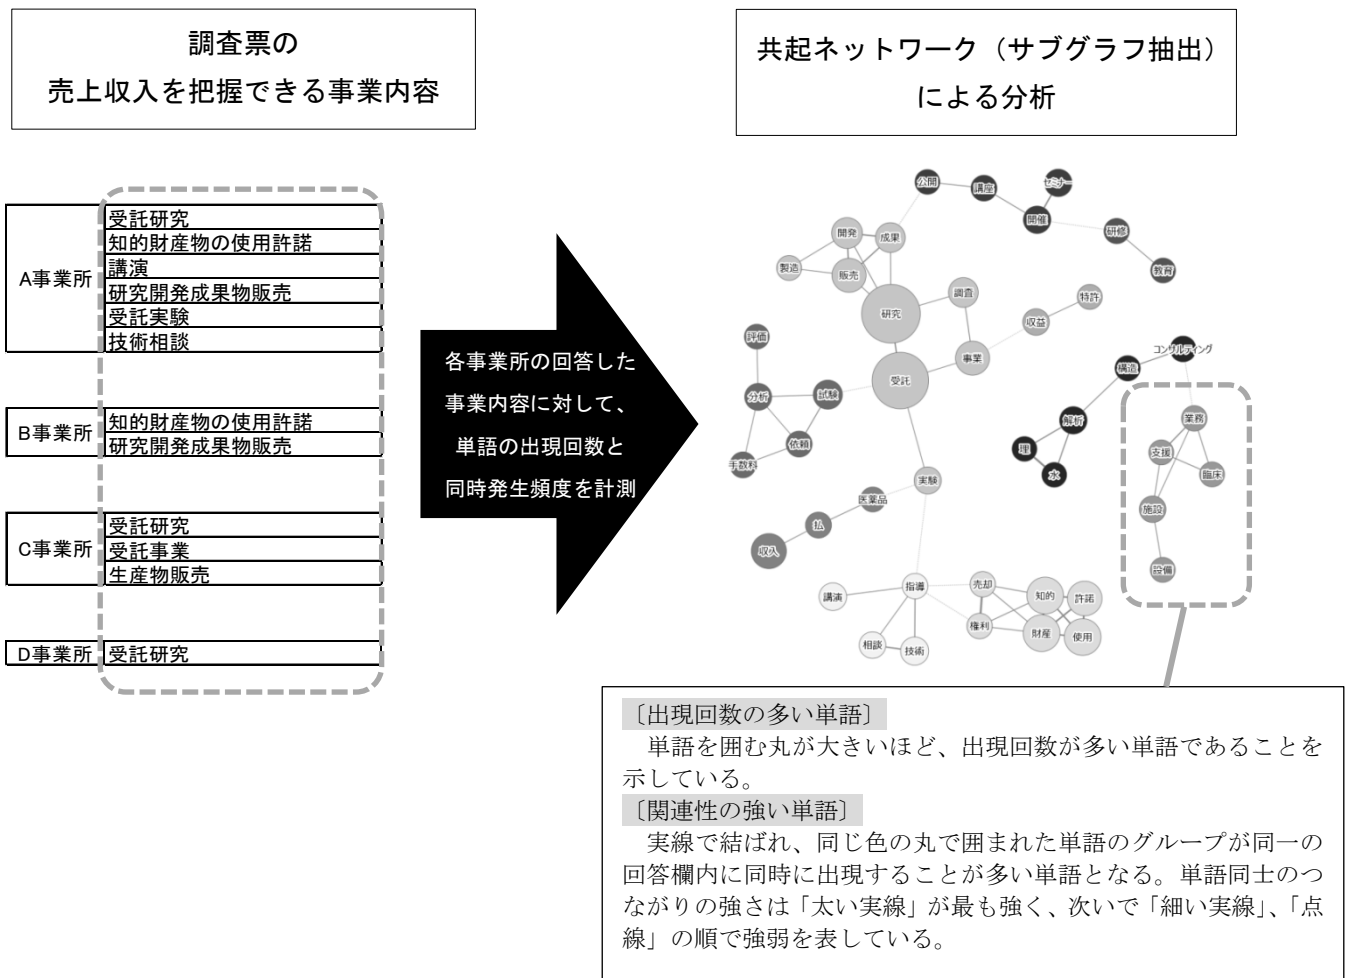 調査票の
売上収入を把握できる事業内容
共起ネットワーク（サブグラフ抽出）
による分析
A事業所
受託研究
知的財産物の使用許諾
講演
研究開発成果物販売
受託実験
技術相談
B事業所
知的財産物の使用許諾
研究開発成果物販売
C事業所
受託研究
受託事業
生産物販売
D事業所
受託研究
各事業所の回答した
事業内容に対して、
単語の出現回数と
同時発生頻度を計測
公開
講座
セミナー
開催
研修
教育
開発
成果
製造
販売
研究
調査
特許
収益
事業
受託
評価
分析
試験
依頼
手数料
コンサルティング
構造
解析
理
水
業務
支援
臨床
施設
設備
実験
医薬品
払
収入
指導
講演
相談
技術
売却
権利
知的
許諾
財産
使用
〔出現回数の多い単語〕
単語を囲む丸が大きいほど、出現回数が多い単語であることを
示している。
〔関連性の強い単語〕
実線で結ばれ、同じ色の丸で囲まれた単語のグループが同一の
回答欄内に同時に出現することが多い単語となる。単語同士のつ
ながりの強さは「太い実線」が最も強く、次いで「細い実線」、「点
線」の順で強弱を表している。